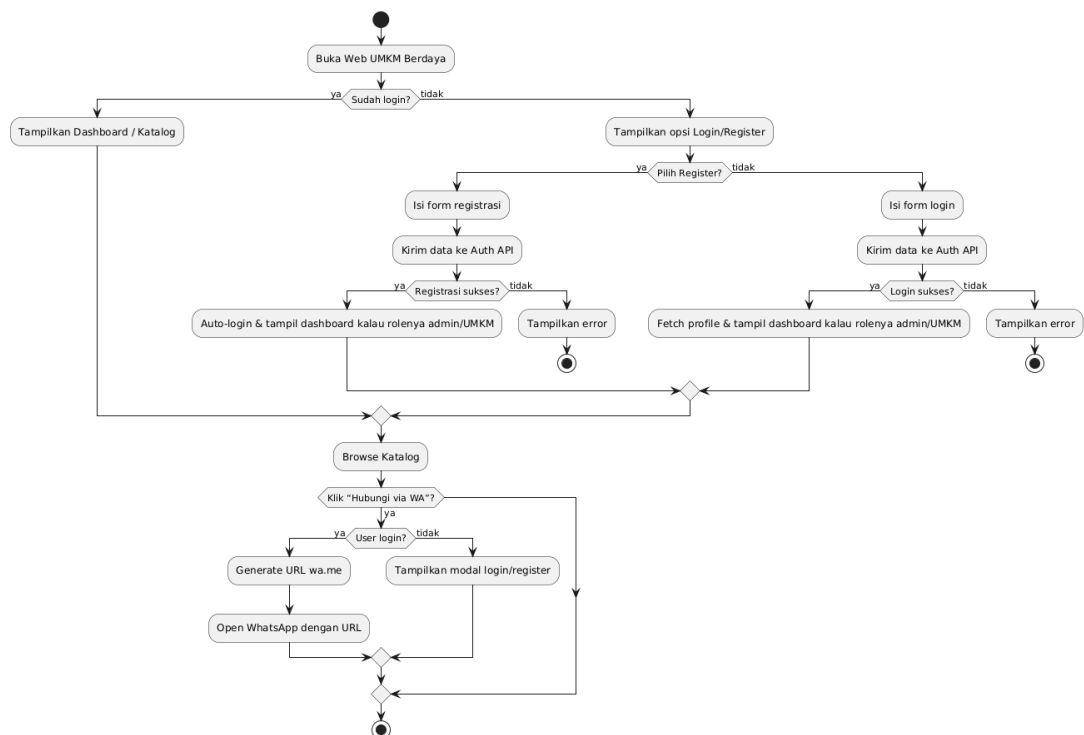 Buka Web UMKM Berdaya
ya
Sudah login?
tidak
Tampilkan Dashboard / Katalog
Tampilkan opsi Login/Register
ya
Pilih Register?
tidak
Isi form registrasi
Isi form login
Kirim data ke Auth API
Kirim data ke Auth API
ya
Registrasi sukses?
tidak
ya
Login sukses?
tidak
Auto-login & tampil dashboard kalau rolenya admin/UMKM
Tampilkan error
Fetch profile & tampil dashboard kalau rolenya admin/UMKM
Tampilkan error
Browse Katalog
Klik “Hubungi via WA”?
ya
ya
User login?
tidak
Generate URL wa.me
Tampilkan modal login/register
Open WhatsApp dengan URL